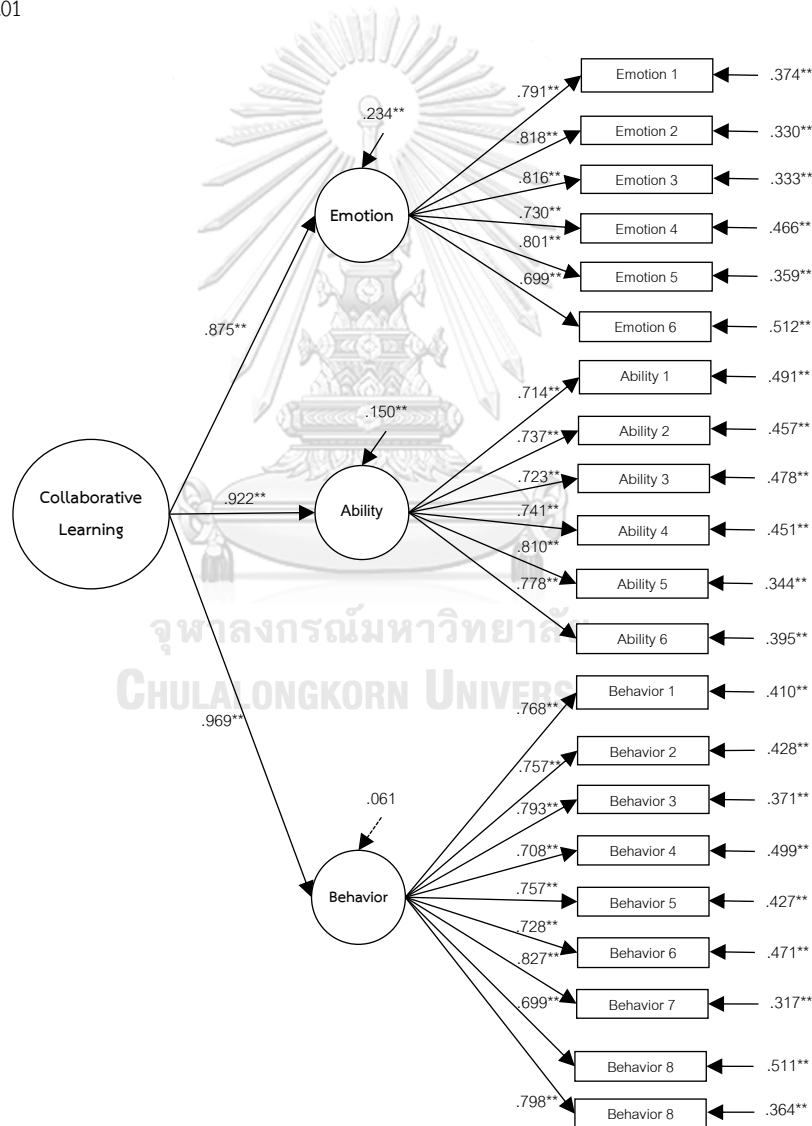 .01
Emotion 1
.374**
.791**
.234**
Emotion 2
.330**
.818**
Emotion 3
.333**
.816**
Emotion
.730**
Emotion 4
.466**
.801**
Emotion 5
.359**
.699**
Emotion 6
.512**
.875**
Ability 1
.491**
.714**
.150**
Ability 2
.457**
.737**
Ability 3
.478**
.723**
Collaborative
Learning
.922**
Ability
.741**
Ability 4
.451**
.810**
Ability 5
.344**
.778**
จุฬาลงกรณ์มหาวิทยาลัย
Ability 6
.395**
CHULALONGKORN UNIVERS
Behavior 1
.410**
.768**
.969**
Behavior 2
.428**
.757**
.061
Behavior 3
.371**
.793**
Behavior 4
.499**
.708**
Behavior
.757**
Behavior 5
.427**
.728**
Behavior 6
.471**
.827**
Behavior 7
.317**
.699**
Behavior 8
.511**
.798**
Behavior 8
.364**